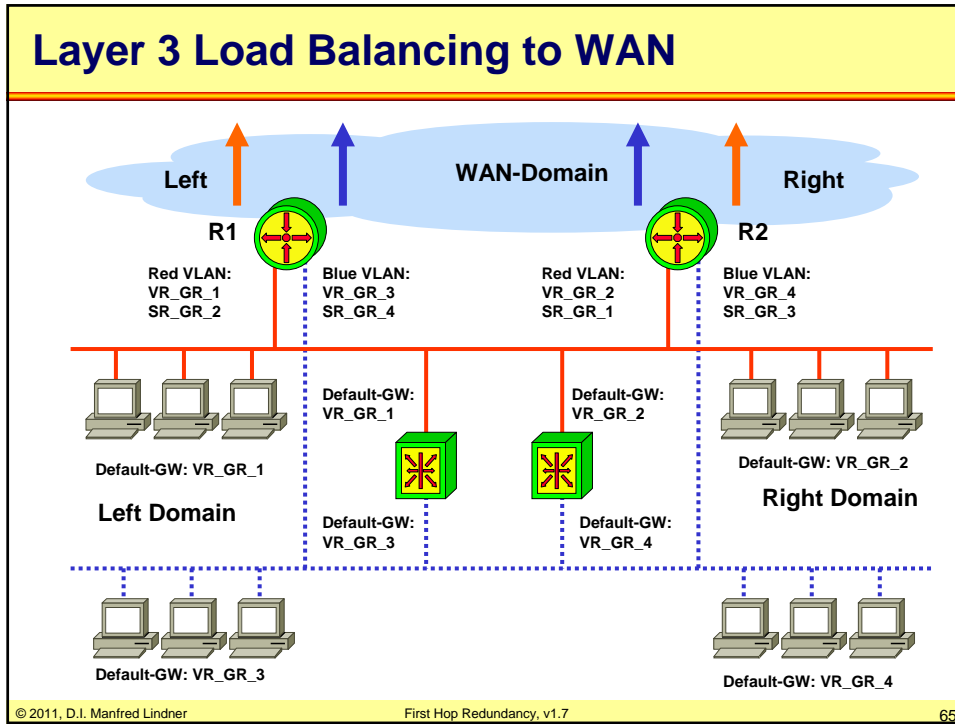 Layer 3 Load Balancing to WAN
Left
WAN-Domain
Right
R1
R2
Red VLAN:
VR_GR_1
SR_GR_2
Blue VLAN:
VR_GR_3
SR_GR_4
Red VLAN:
VR_GR_2
SR_GR_1
Blue VLAN:
VR_GR_4
SR_GR_3
Default-GW:
VR_GR_1
Default-GW:
VR_GR_2
Default-GW: VR_GR_1
Default-GW: VR_GR_2
Left Domain
Default-GW:
VR_GR_3
Default-GW:
VR_GR_4
Right Domain
Default-GW: VR_GR_3
Default-GW: VR_GR_4
© 2011, D.I. Manfred Lindner
First Hop Redundancy, v1.7
65